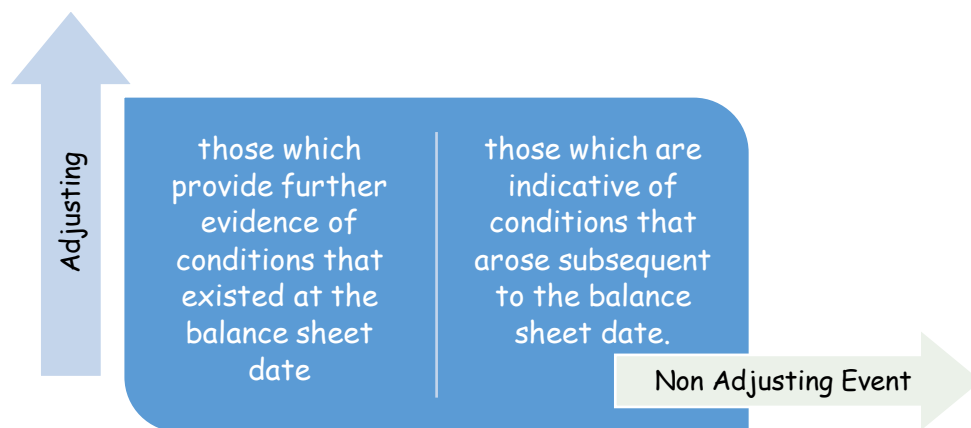 Adjusting
those which
provide further
evidence of
conditions that
existed at the
balance sheet
date
those which are
indicative of
conditions that
arose subsequent
to the balance
sheet date.
Non Adjusting Event